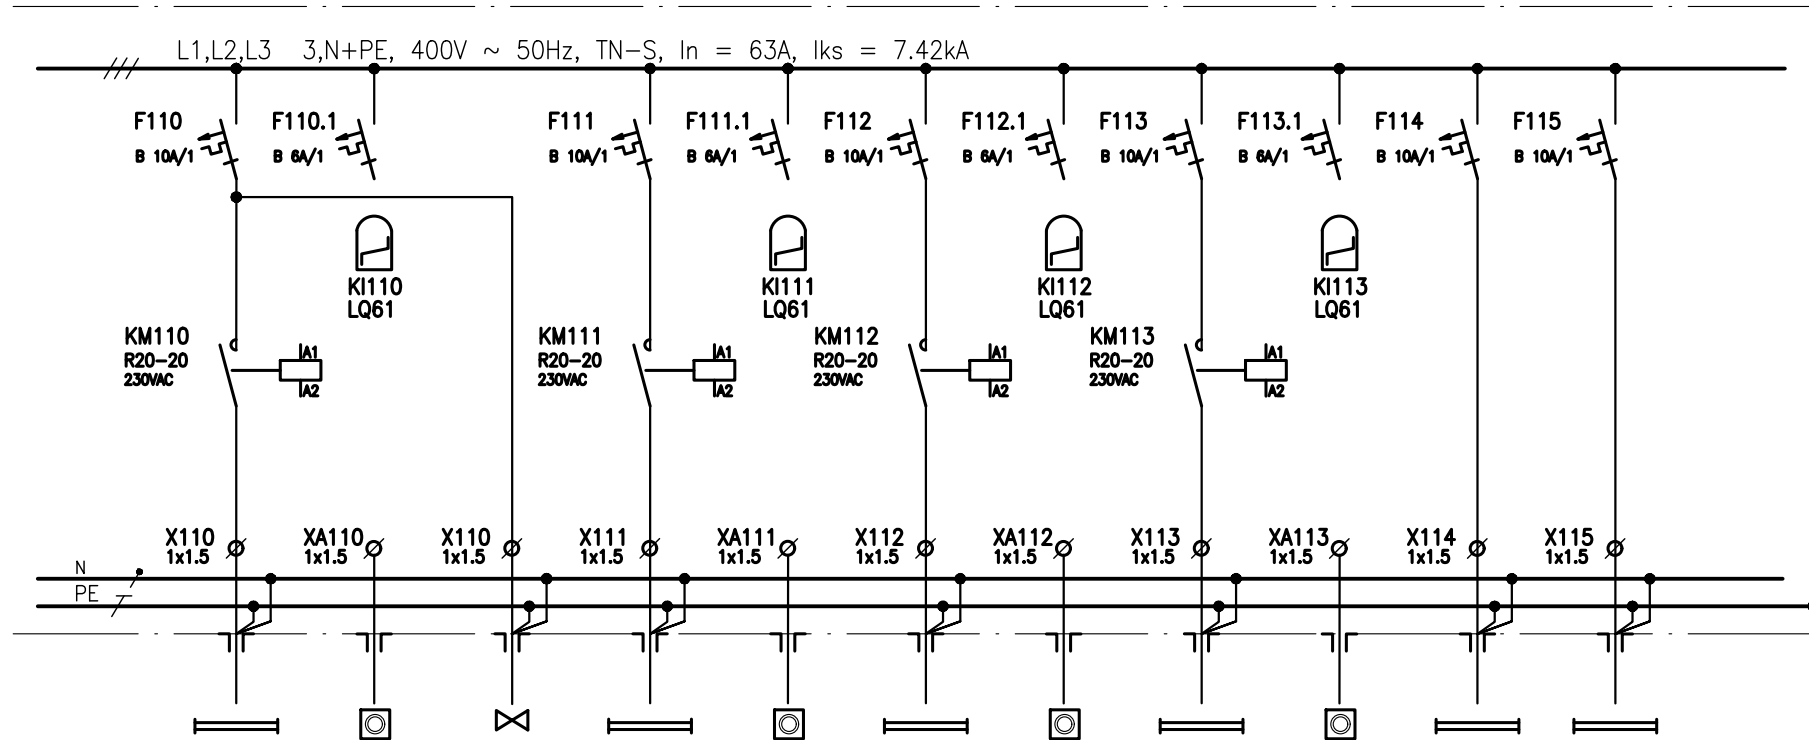 L1,L2,L3 3,N+PE, 400V ~ 50Hz, TN-S, In = 63A, Iks = 7.42kA
F110 F110.1 F111 F111.1 F112 F112.1 F113 F113.1 F114 F115
B 10A/1 B 6A/1 B 10A/1 B 6A/1 B 10A/1 B 6A/1 B 10A/1 B 6A/1 B 10A/1 B 10A/1
KI110 KI111 KI112 KI113
LQ61 LQ61 LQ61 LQ61
KM110 KM111 KM112 KM113
R20-20 A1 R20-20 A1 R20-20 A1 R20-20 A1
230VAC A2 230VAC A2 230VAC A2 230VAC A2
X110 XA110 X110 X111 XA111 X112 XA112 X113 XA113 X114 X115
1x1.5 1x1.5 1x1.5 1x1.5 1x1.5 1x1.5 1x1.5 1x1.5 1x1.5 1x1.5 1x1.5
N
PE